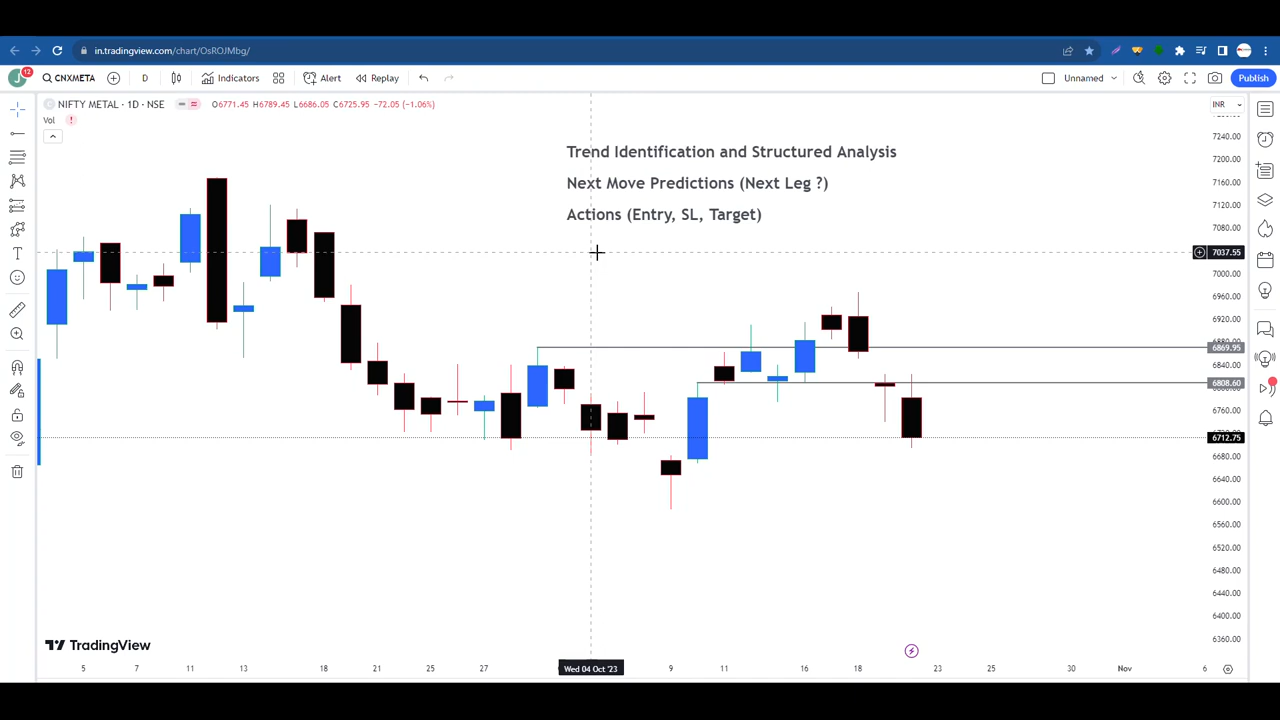 in.tradingview.com/chart/OsROJMbg/
J 12 CNXMETA D Indicators Alert Replay Unnamed Publish
NIFTY METAL · 1D · NSE O6771.45 H6789.45 L6686.05 C6725.95 −72.05 (−1.06%) INR
Vol !
7240.00
Trend Identification and Structured Analysis
7200.00
Next Move Predictions (Next Leg ?)
7160.00
7120.00
Actions (Entry, SL, Target)
7080.00
7037.55
7000.00
6960.00
6920.00
6869.95
6840.00
6808.60
6760.00
6712.75
6680.00
6640.00
6600.00
6560.00
6520.00
6480.00
6440.00
6400.00
6360.00
TradingView
5 7 11 13 18 21 25 27 Wed 04 Oct '23 9 11 16 18 23 25 30 Nov 6